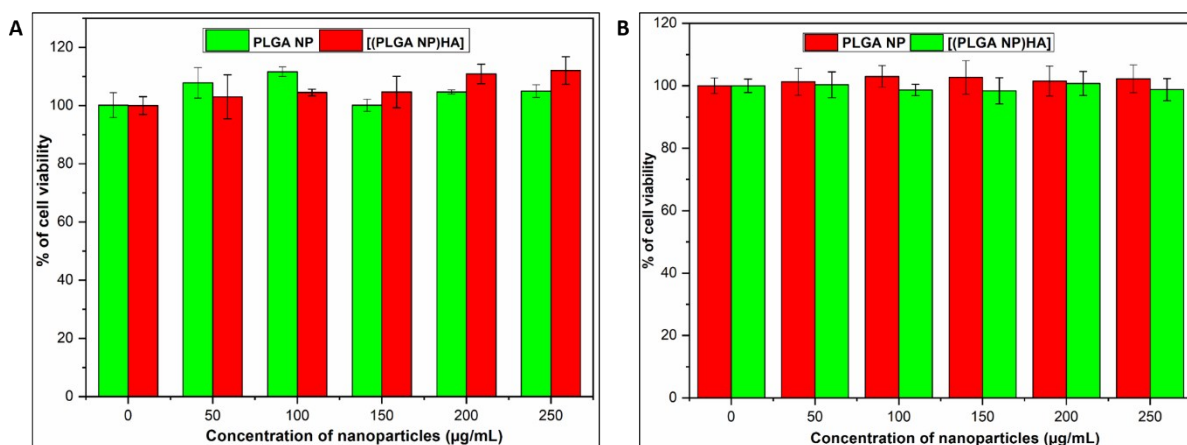 A
PLGA NP [(PLGA NP)HA]
% of cell viability
120
100
80
60
40
20
0
0 50 100 150 200 250
Concentration of nanoparticles (µg/mL)
B
PLGA NP [(PLGA NP)HA]
% of cell viability
120
100
80
60
40
20
0
0 50 100 150 200 250
Concentration of nanoparticles (µg/mL)